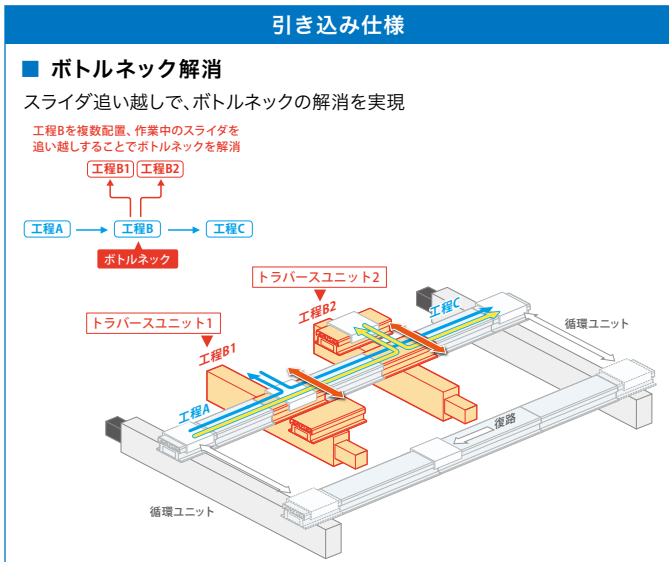 引き込み仕様
■ ボトルネック解消
スライダ追い越しで、ボトルネックの解消を実現
工程Bを複数配置、作業中のスライダを
追い越しすることでボトルネックを解消
工程B1 工程B2
工程A 工程B 工程C
ボトルネック
トラバースユニット2
工程B2
工程C
トラバースユニット1
工程B1
循環ユニット
工程A
復路
循環ユニット